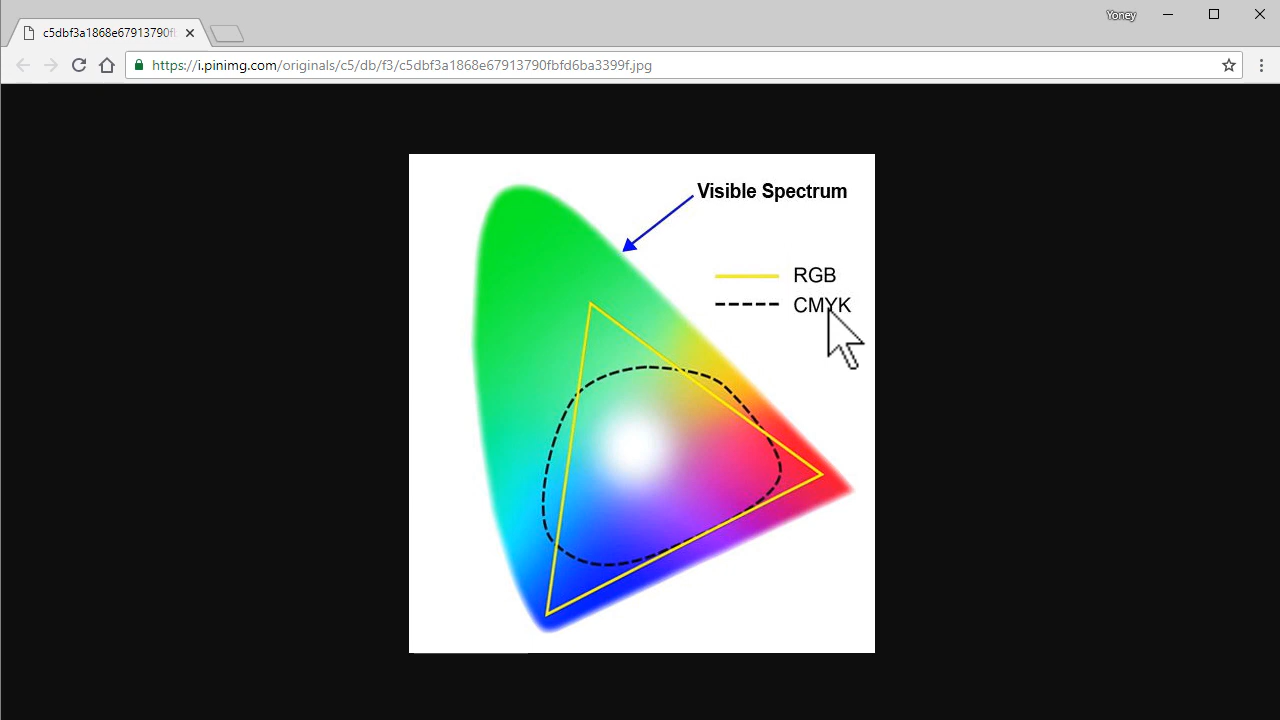 Yoney
c5dbf3a1868e67913790f
https://i.pinimg.com/originals/c5/db/f3/c5dbf3a1868e67913790fbfd6ba3399f.jpg
Visible Spectrum
RGB
CMYK